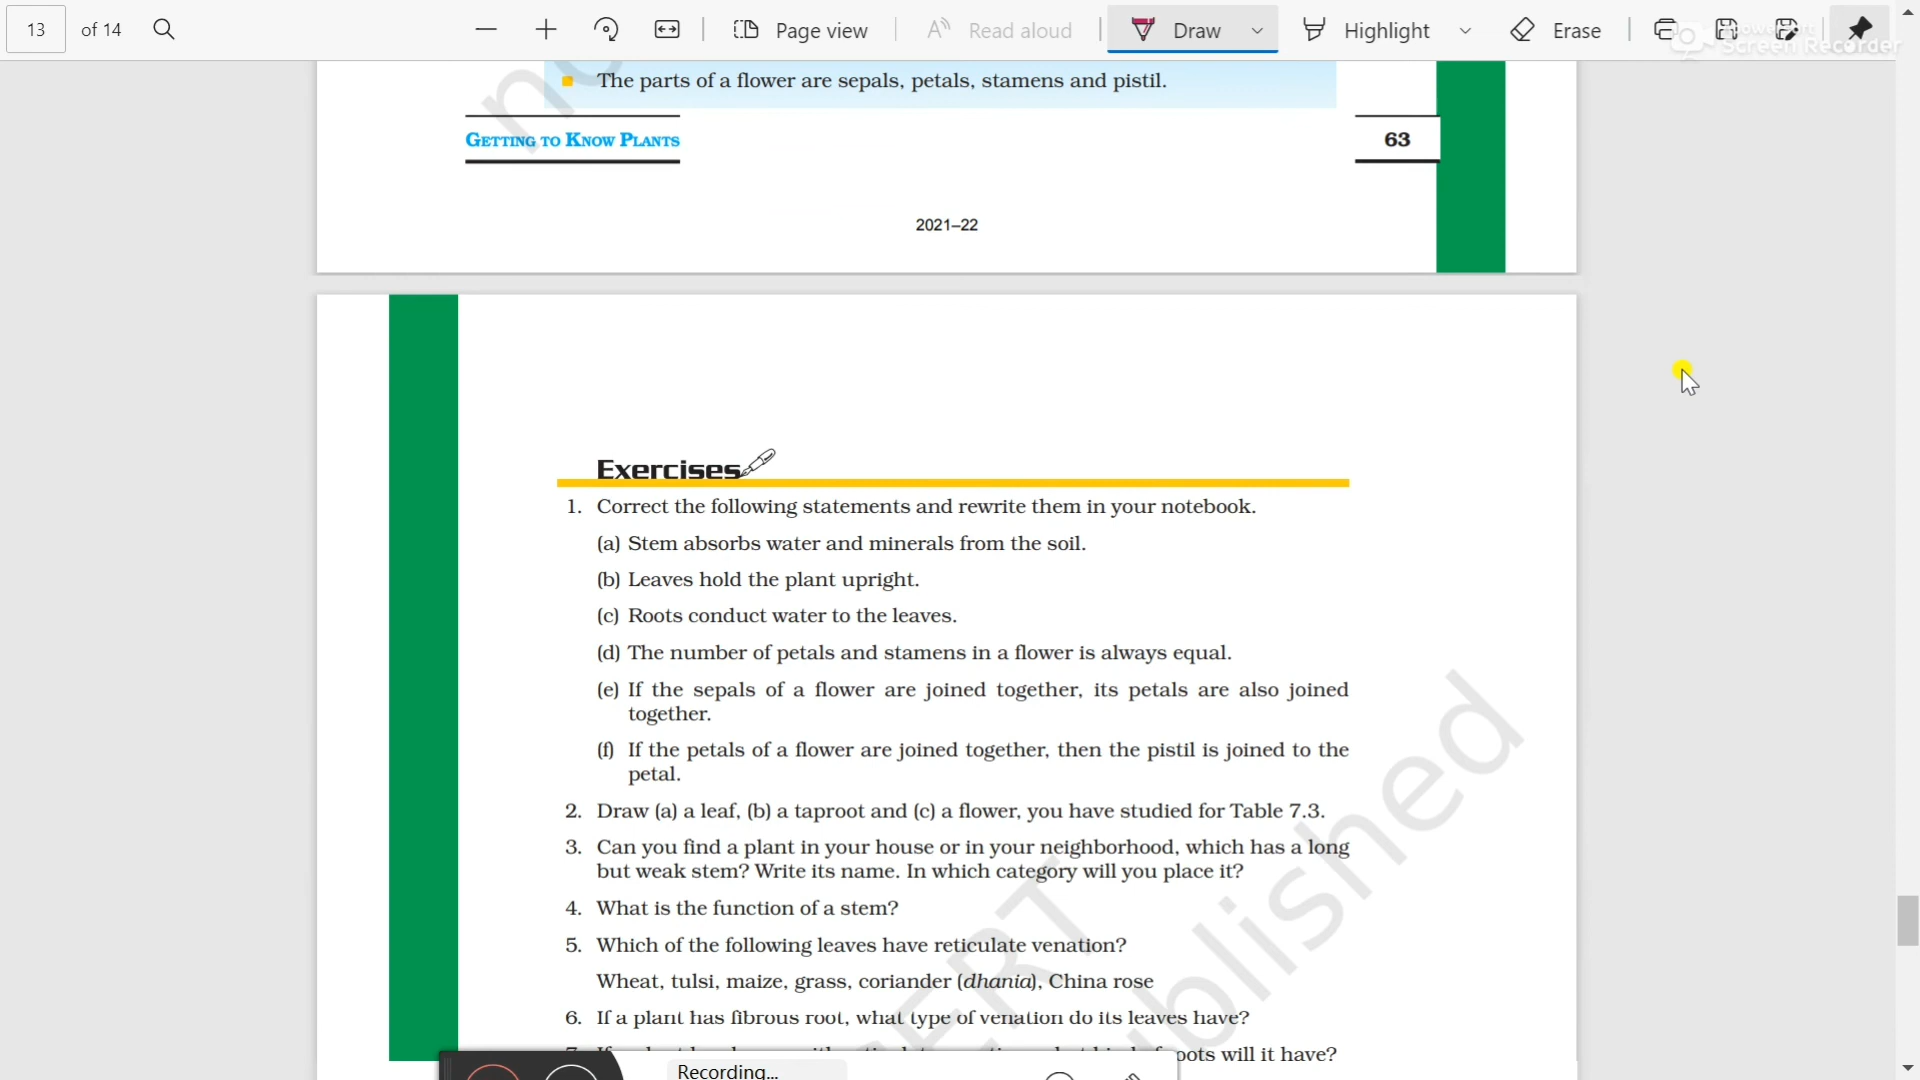 13 of 14 Page view Read aloud Draw Highlight Erase
Screen Recorder
The parts of a flower are sepals, petals, stamens and pistil.
GETTING TO KNOW PLANTS 63
2021–22
Exercises
1. Correct the following statements and rewrite them in your notebook.
(a) Stem absorbs water and minerals from the soil.
(b) Leaves hold the plant upright.
(c) Roots conduct water to the leaves.
(d) The number of petals and stamens in a flower is always equal.
(e) If the sepals of a flower are joined together, its petals are also joined
together.
(f) If the petals of a flower are joined together, then the pistil is joined to the
petal.
2. Draw (a) a leaf, (b) a taproot and (c) a flower, you have studied for Table 7.3.
3. Can you find a plant in your house or in your neighborhood, which has a long
but weak stem? Write its name. In which category will you place it?
4. What is the function of a stem?
5. Which of the following leaves have reticulate venation?
Wheat, tulsi, maize, grass, coriander (dhania), China rose
6. If a plant has fibrous root, what type of venation do its leaves have?
roots will it have?
Recording...